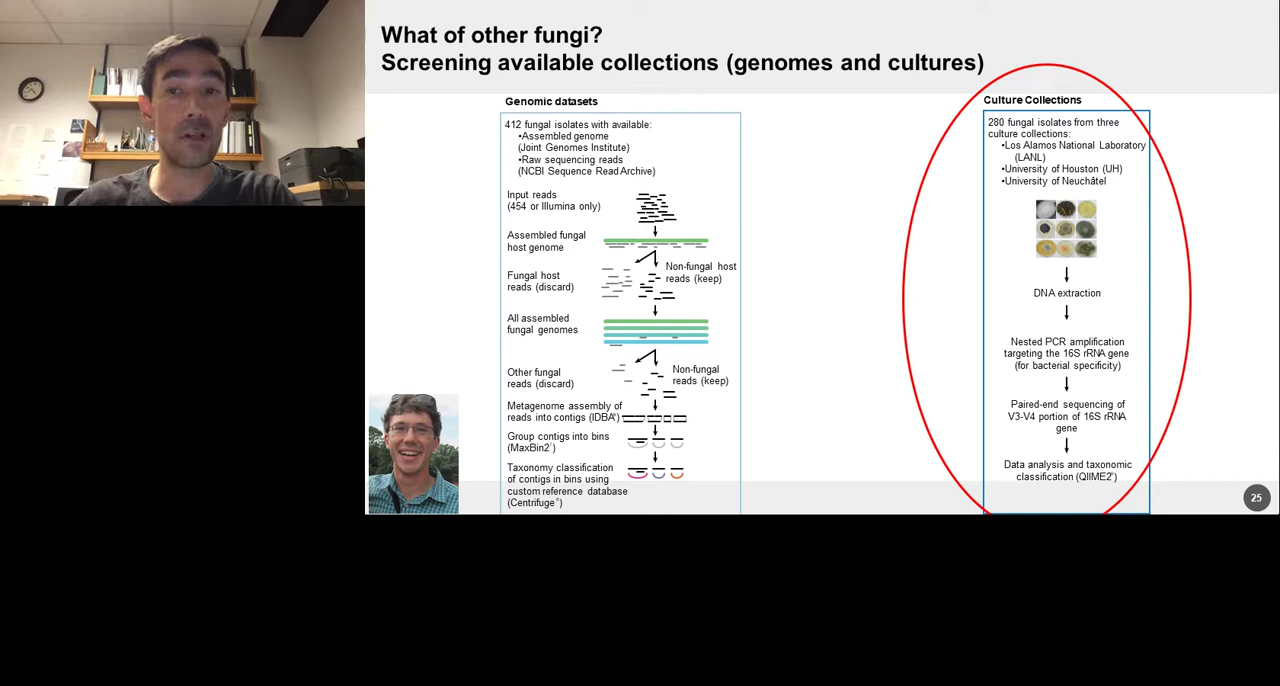 What of other fungi?
Screening available collections (genomes and cultures)
Genomic datasets
412 fungal isolates with available:
•Assembled genome
(Joint Genomes Institute)
•Raw sequencing reads
(NCBI Sequence Read Archive)
Input reads
(454 or Illumina only)
Assembled fungal
host genome
Fungal host
reads (discard)
Non-fungal host
reads (keep)
All assembled
fungal genomes
Other fungal
reads (discard)
Non-fungal
reads (keep)
Metagenome assembly of
reads into contigs (IDBA)
Group contigs into bins
(MaxBin2)
Taxonomy classification
of contigs in bins using
custom reference database
(Centrifuge)
Culture Collections
280 fungal isolates from three
culture collections:
•Los Alamos National Laboratory
(LANL)
•University of Houston (UH)
•University of Neuchâtel
DNA extraction
Nested PCR amplification
targeting the 16S rRNA gene
(for bacterial specificity)
Paired-end sequencing of
V3-V4 portion of 16S rRNA
gene
Data analysis and taxonomic
classification (QIIME2)
25